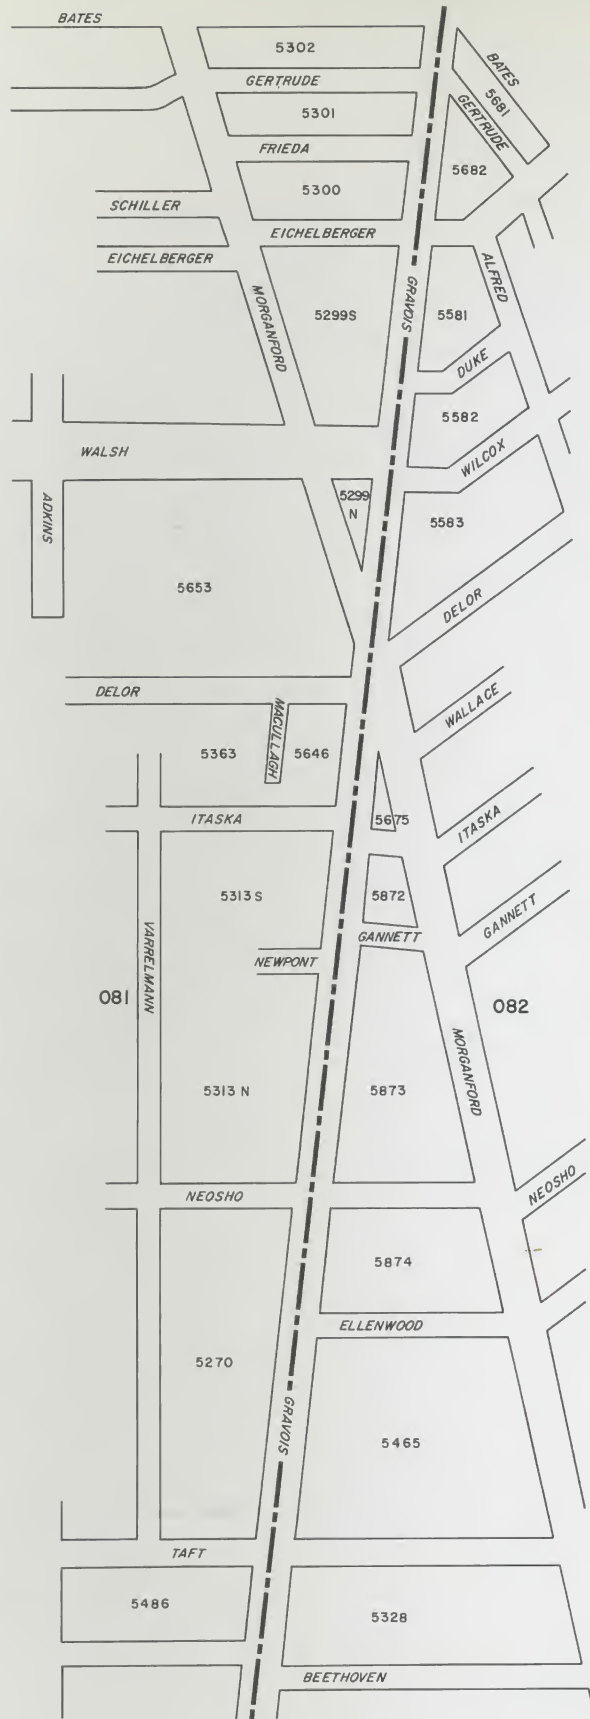 BATES
5302
BATES
GERTRUDE
5681
5301
GERTRUDE
FRIEDA
5682
5300
SCHILLER
EICHELBERGER
EICHELBERGER
ALFRED
MORGANFORD
GRAVOIS
5299S
5581
DUKE
5582
WALSH
WILCOX
ADKINS
5299
N
5583
5653
DELOR
DELOR
MACULLAGH
WALLACE
5363
5646
ITASKA
5675
ITASKA
5313 S
5872
GANNETT
VARRELMANN
GANNETT
NEWPONT
081
082
MORGANFORD
5313 N
5873
NEOSHO
NEOSHO
5874
ELLENWOOD
5270
GRAVOIS
5465
TAFT
5486
5328
BEETHOVEN